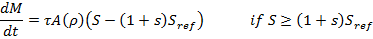 dM/dt = τA(ρ)(S − (1 + s)S_ref)   if S ≥ (1 + s)S_ref